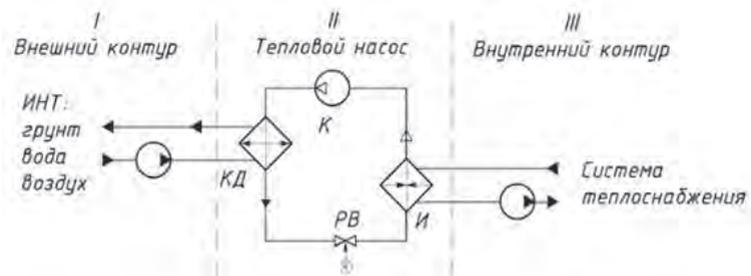 I
Внешний контур
II
Тепловой насос
III
Внутренний контур
ИНТ:
грунт
вода
воздух
К
КД
РВ
И
Система
теплоснабжения